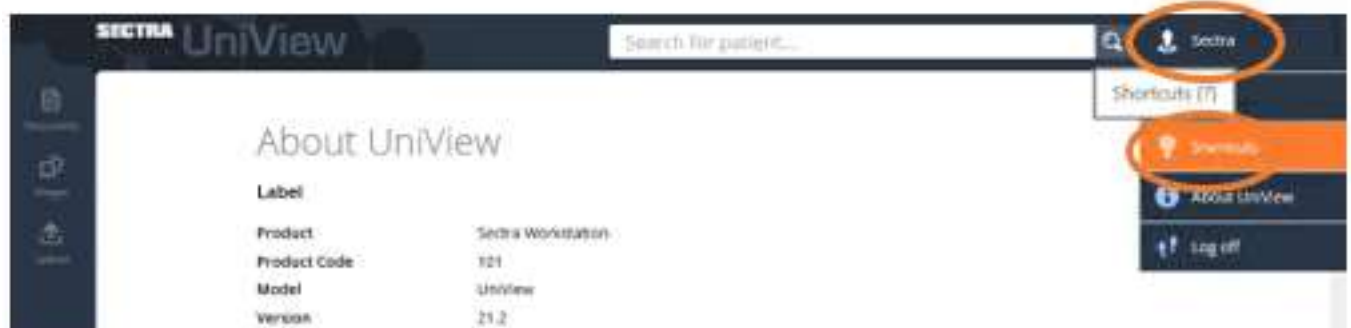 SECTRA UniView
Search for patient...
Sectra
Shortcuts (?)
Shortcuts
About UniView
Log off
About UniView
Label
Product Sectra Workstation
Product Code 121
Model UniView
Version 21.2